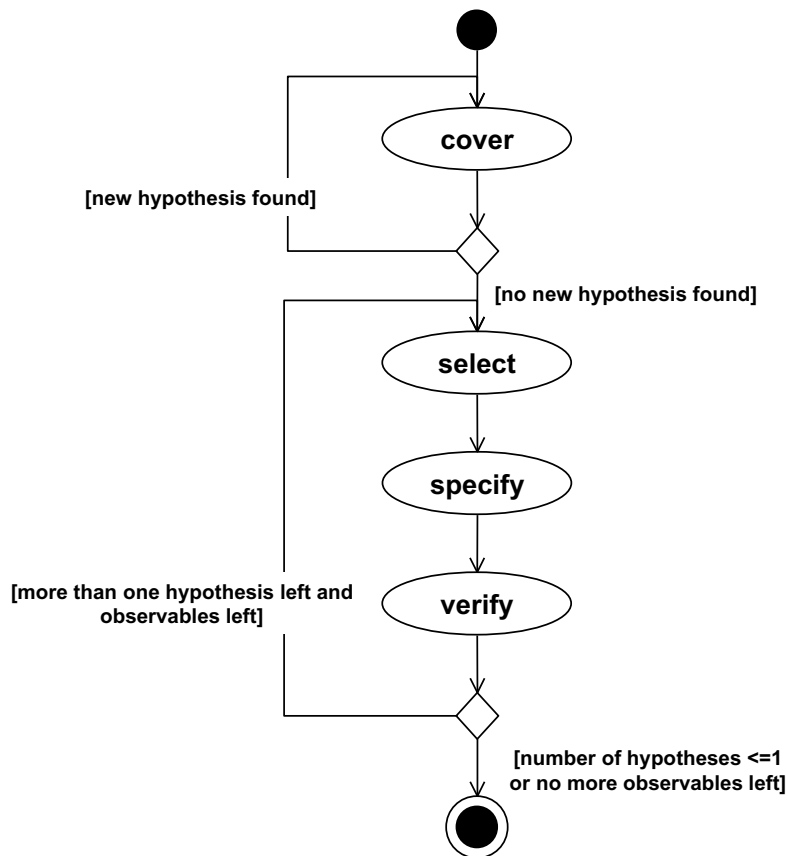 cover
[new hypothesis found]
[no new hypothesis found]
select
specify
[more than one hypothesis left and
observables left]
verify
[number of hypotheses <=1
or no more observables left]